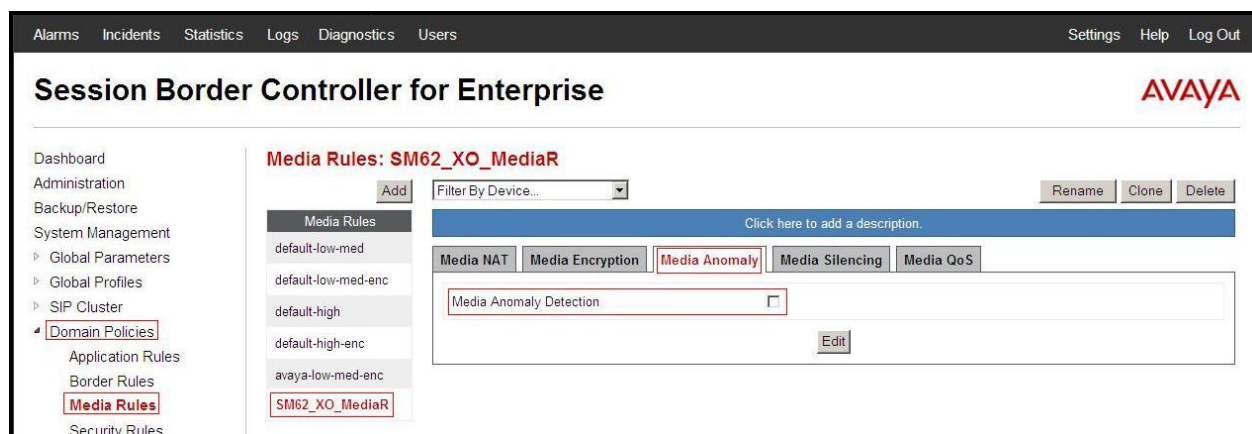 Alarms Incidents Statistics Logs Diagnostics Users Settings Help Log Out
Session Border Controller for Enterprise
AVAYA
Dashboard
Administration
Backup/Restore
System Management
Global Parameters
Global Profiles
SIP Cluster
Domain Policies
Application Rules
Border Rules
Media Rules
Security Rules
Media Rules: SM62_XO_MediaR
Add
Filter By Device...
Rename Clone Delete
Media Rules
default-low-med
default-low-med-enc
default-high
default-high-enc
avaya-low-med-enc
SM62_XO_MediaR
Click here to add a description.
Media NAT Media Encryption Media Anomaly Media Silencing Media QoS
Media Anomaly Detection
Edit